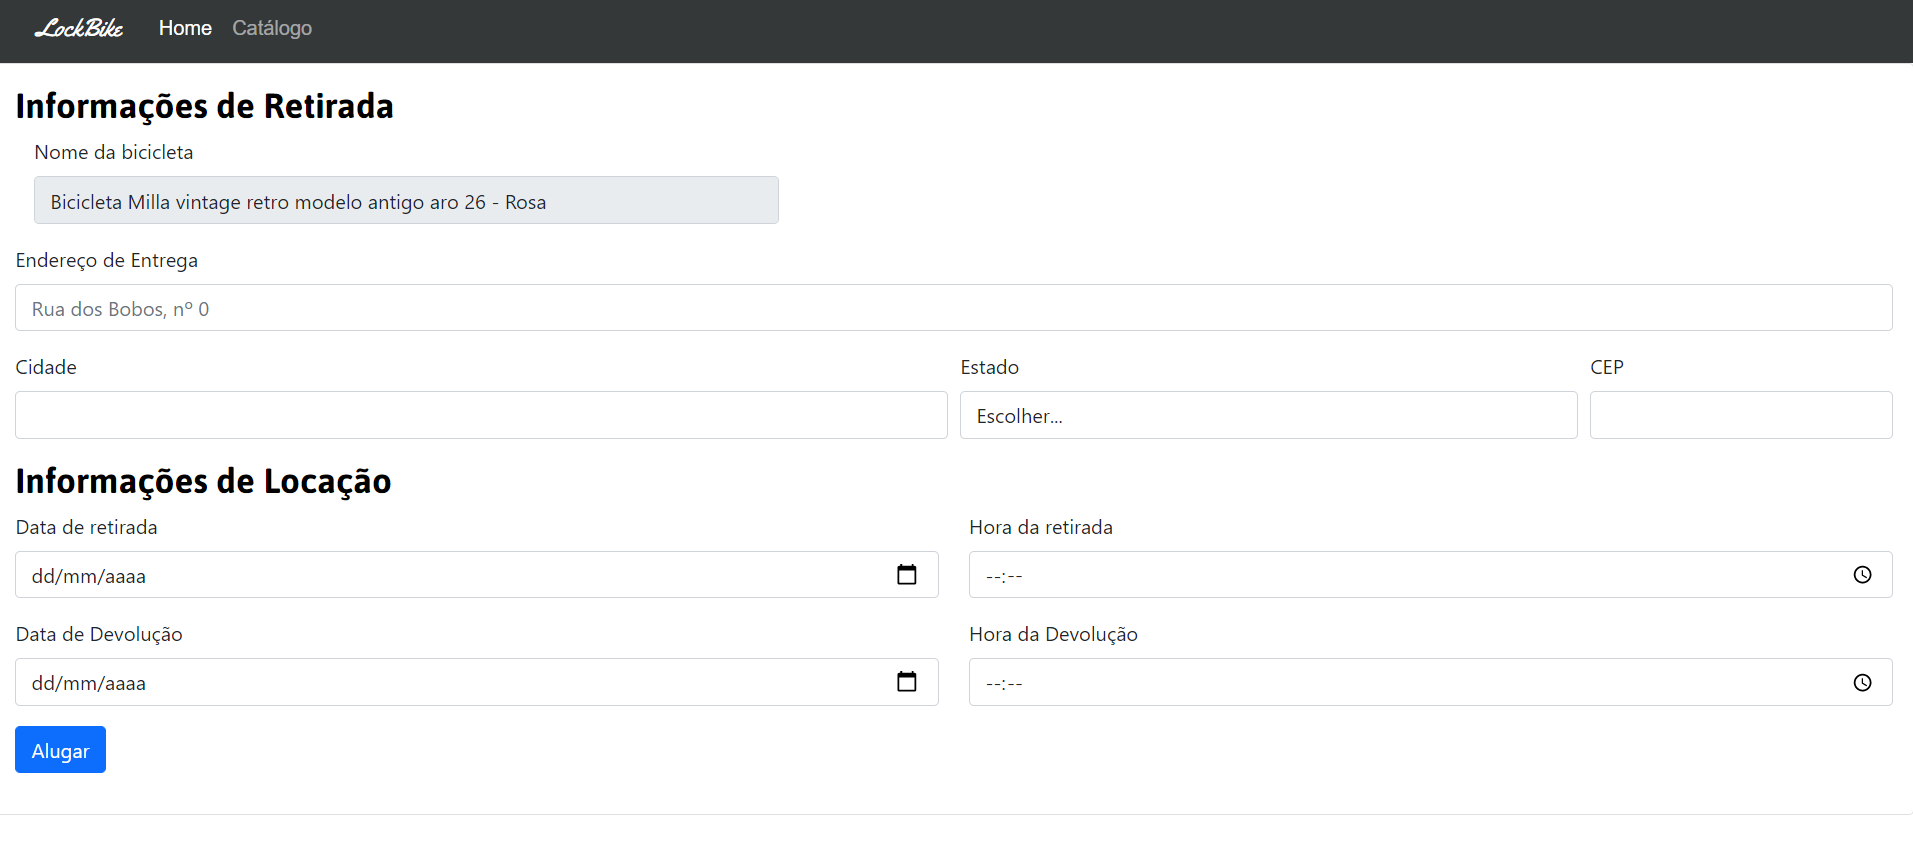 LockBike Home Catálogo
Informações de Retirada
Nome da bicicleta
Bicicleta Milla vintage retro modelo antigo aro 26 - Rosa
Endereço de Entrega
Rua dos Bobos, nº 0
Cidade Estado CEP
Escolher...
Informações de Locação
Data de retirada Hora da retirada
dd/mm/aaaa --:--
Data de Devolução Hora da Devolução
dd/mm/aaaa --:--
Alugar